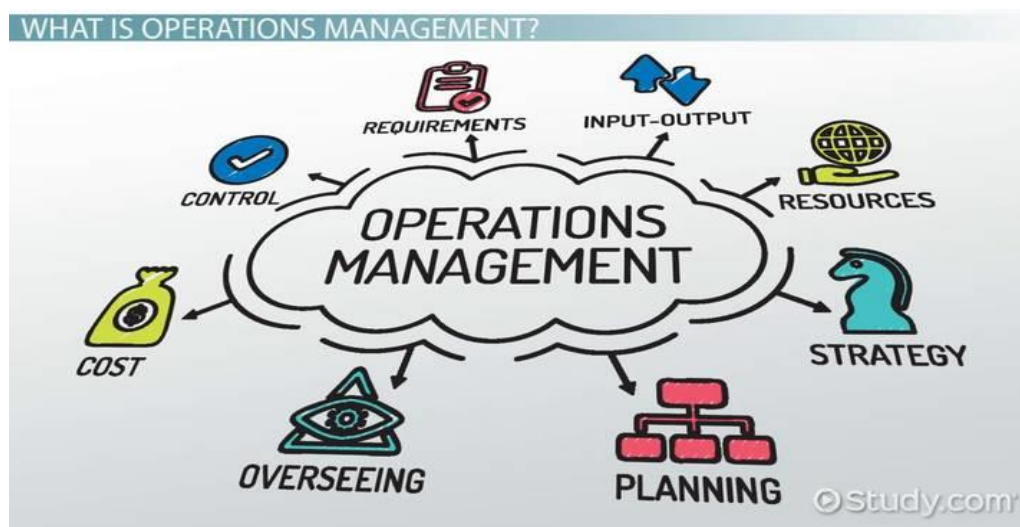 WHAT IS OPERATIONS MANAGEMENT?
REQUIREMENTS
INPUT-OUTPUT
CONTROL
RESOURCES
OPERATIONS
MANAGEMENT
COST
STRATEGY
OVERSEEING
PLANNING
Study.com